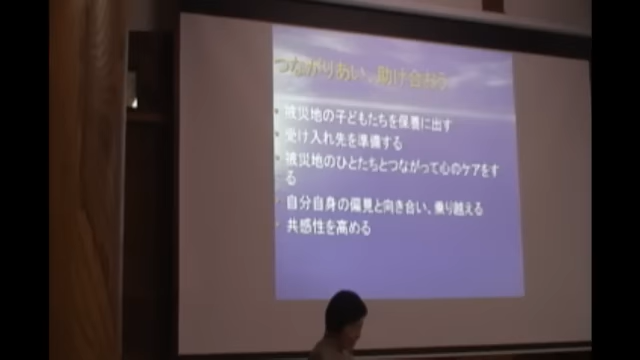 つながりあい、助け合おう
・被災地の子どもたちを保養に出す
・受け入れ先を準備する
・被災地のひとたちとつながって心のケアをす
る
・自分自身の偏見と向き合い、乗り越える
・共感性を高める